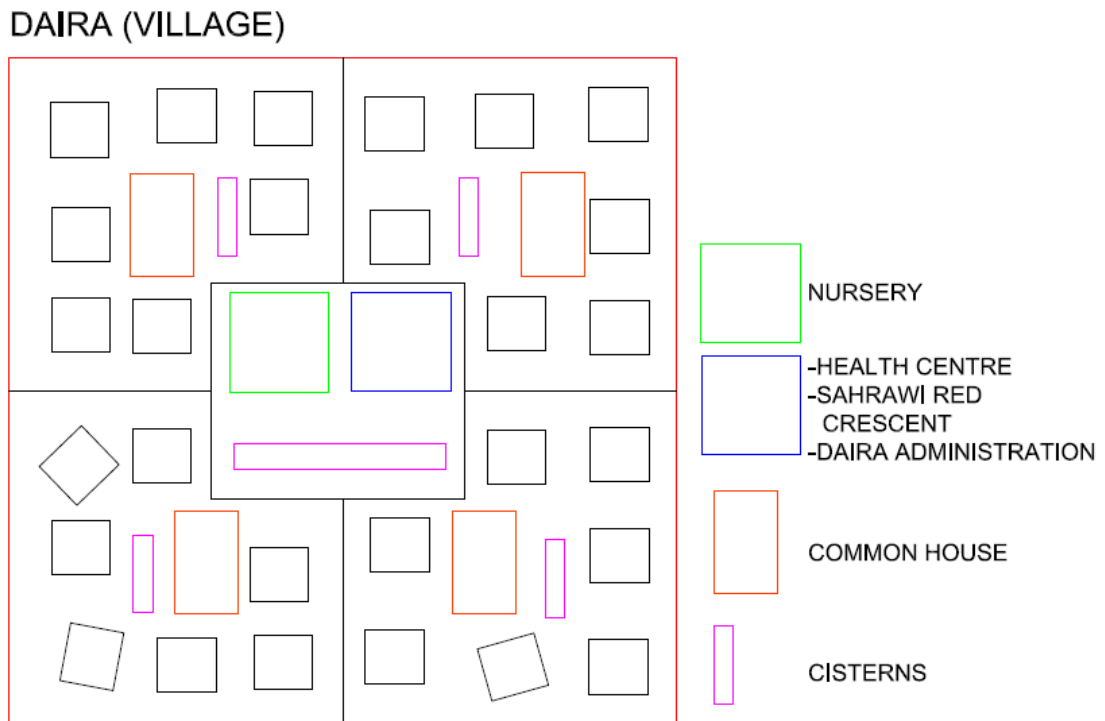 DAIRA (VILLAGE)
NURSERY
-HEALTH CENTRE
-SAHRAWI RED
CRESCENT
-DAIRA ADMINISTRATION
COMMON HOUSE
CISTERNS